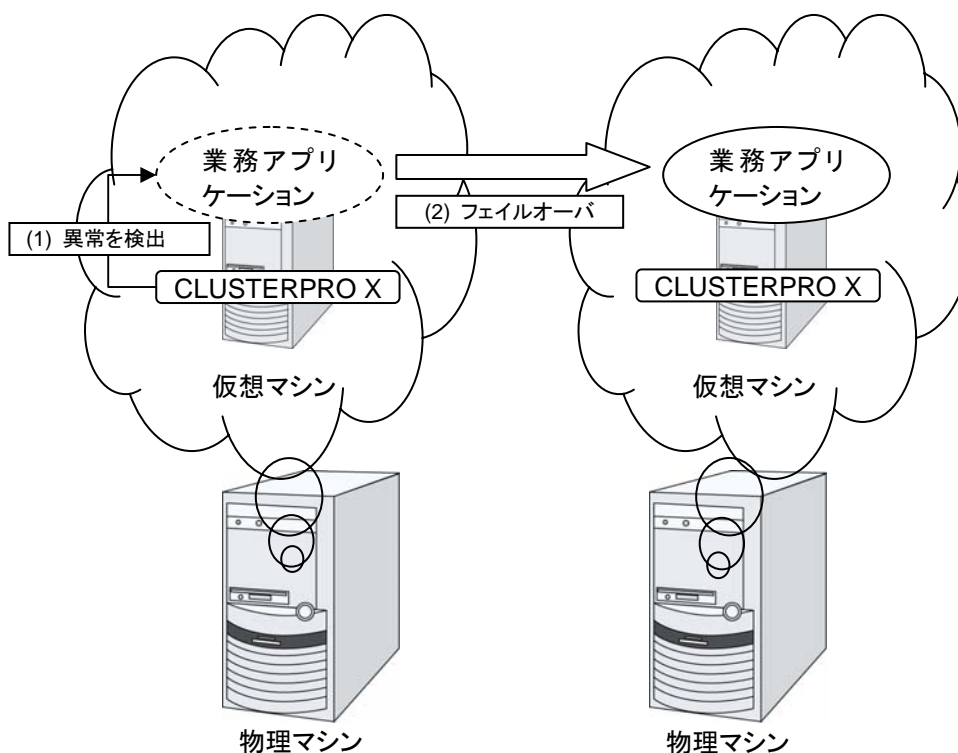 業務アプリ
ケーション
業務アプリ
ケーション
(2) フェイルオーバ
(1) 異常を検出
CLUSTERPRO X
CLUSTERPRO X
仮想マシン
仮想マシン
物理マシン
物理マシン